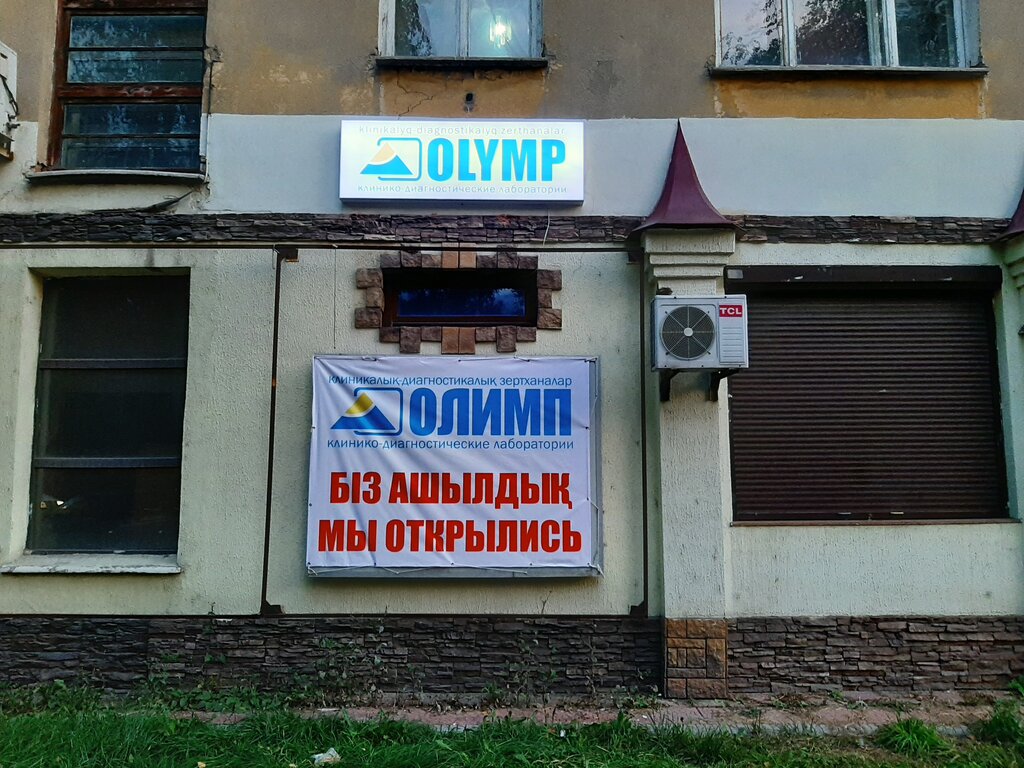 klinikalyq-diagnostikalyq zerthanalar
OLYMP
клинико-диагностические лаборатории
TCL
клиникалық-диагностикалық зертханалар
ОЛИМП
клинико-диагностические лаборатории
БІЗ АШЫЛДЫҚ
МЫ ОТКРЫЛИСЬ